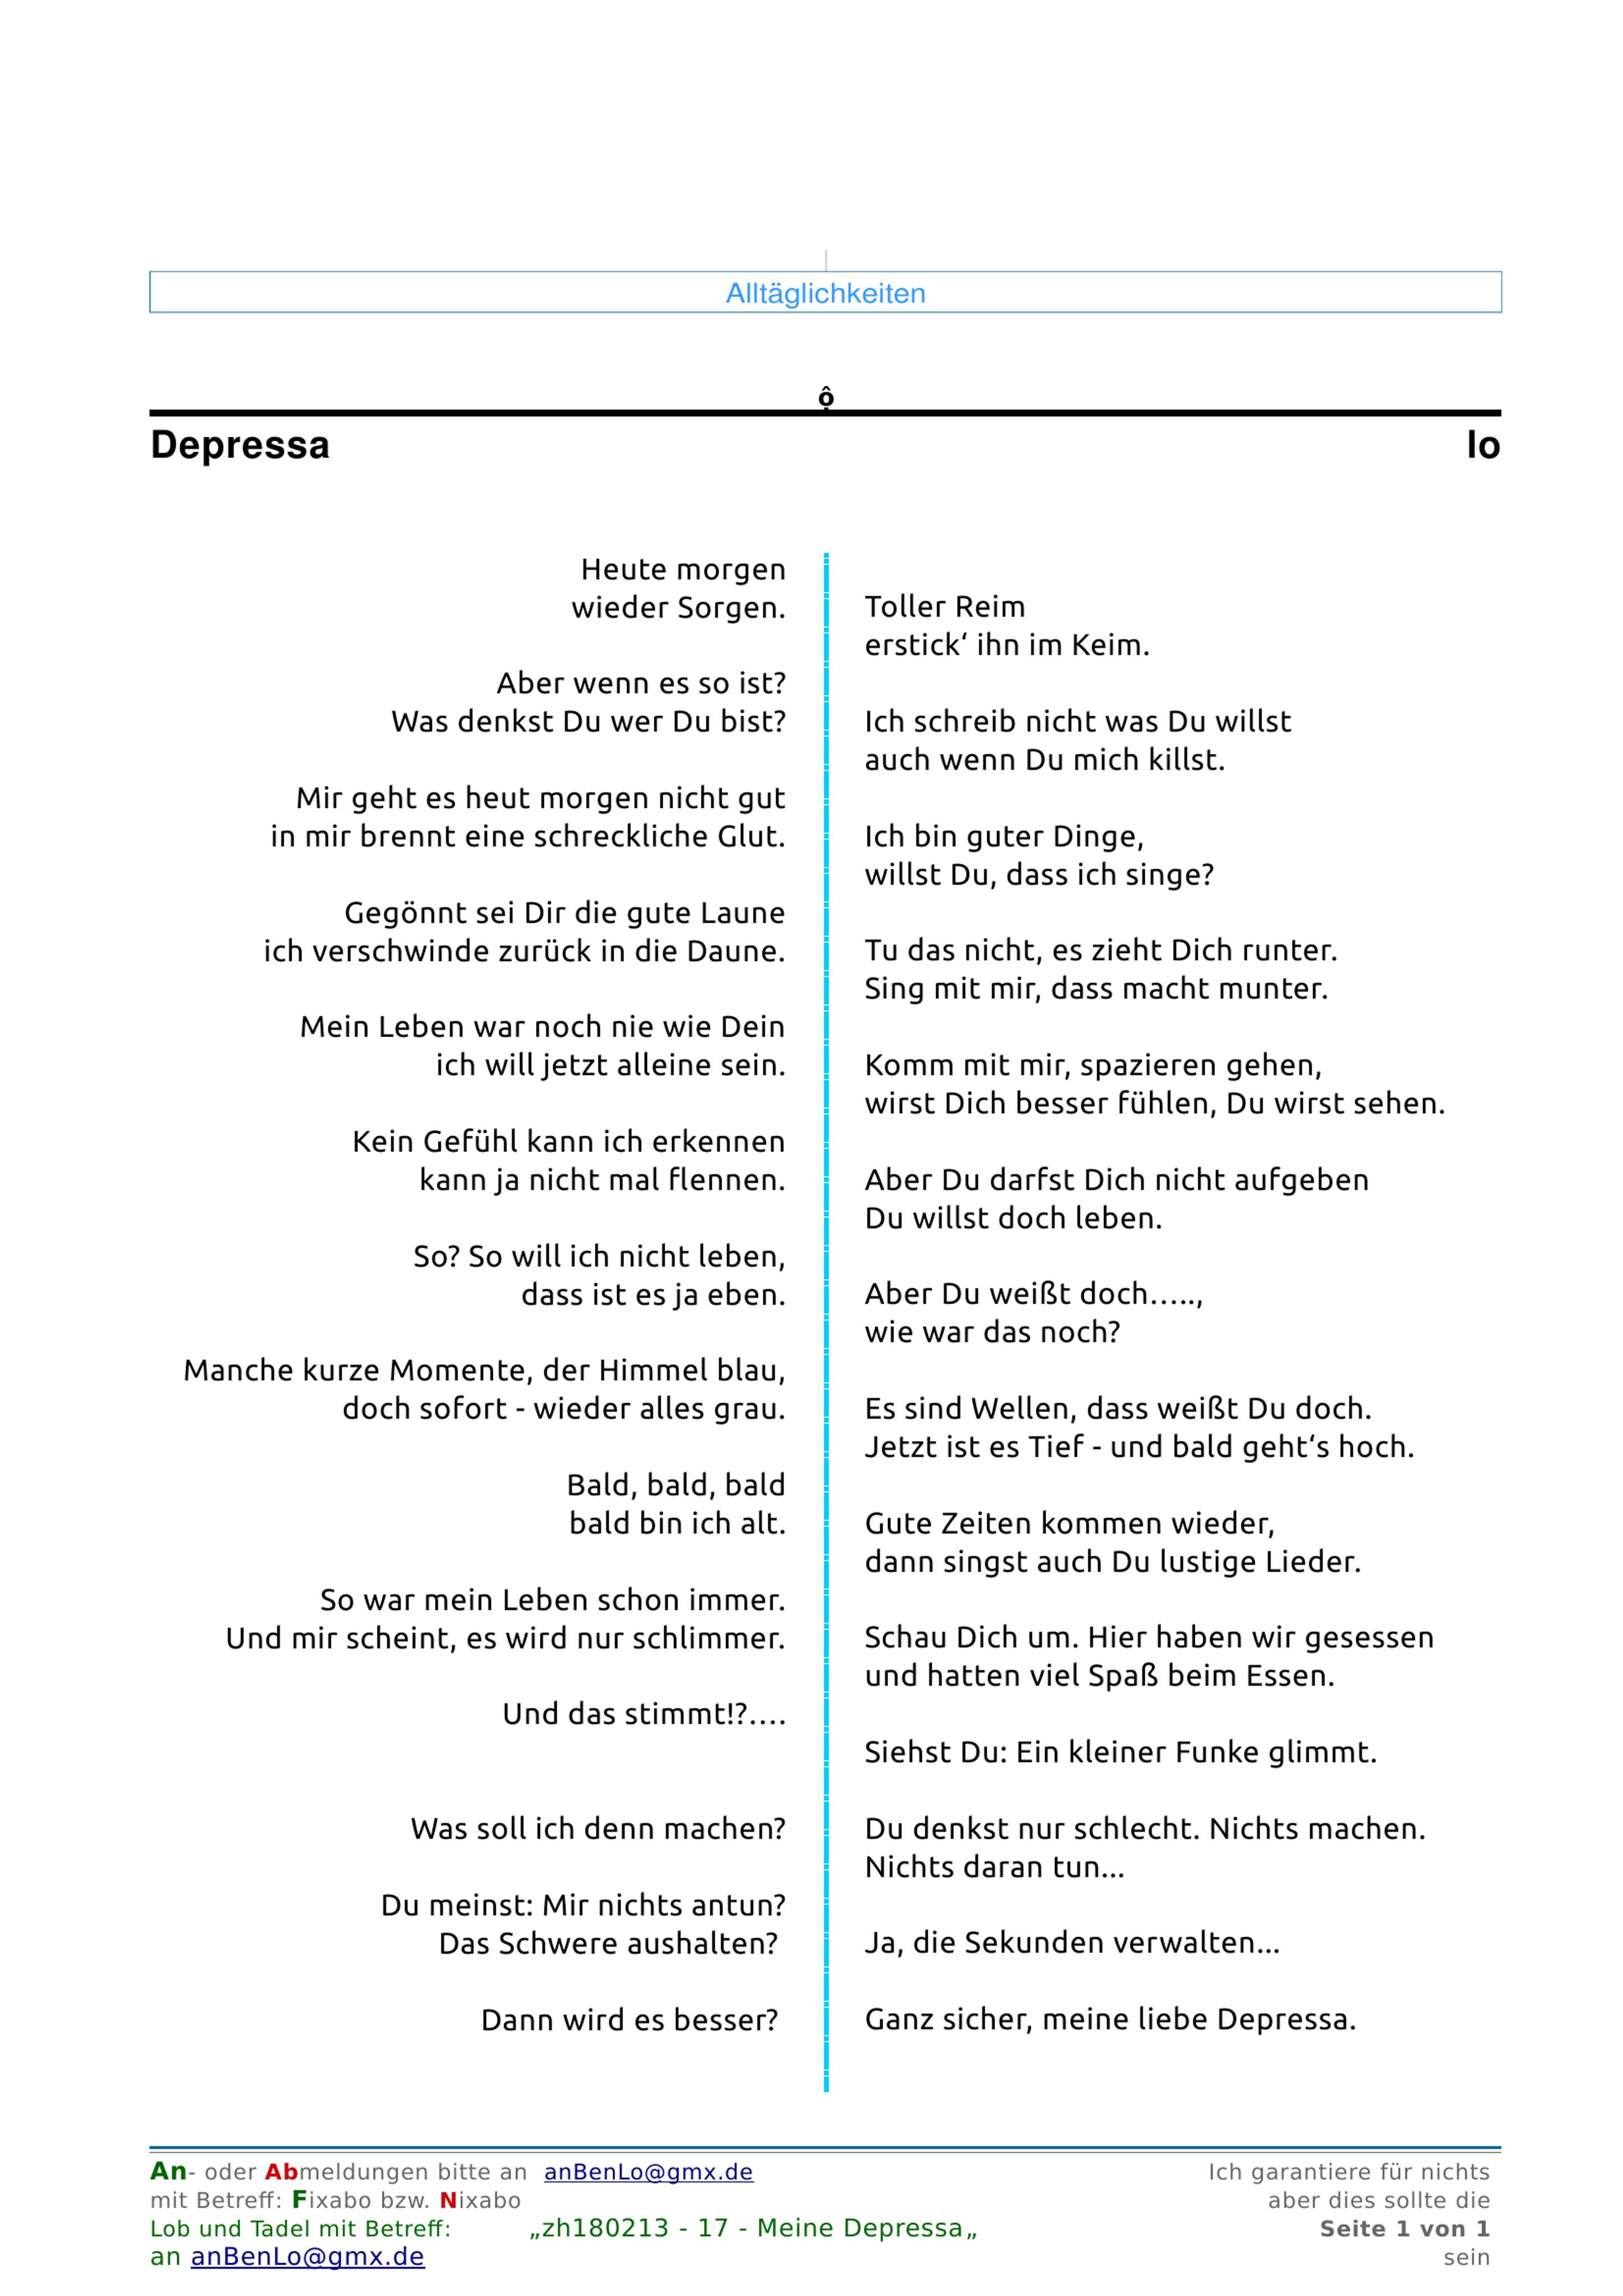 Alltäglichkeiten
ộ
Depressa lo
Heute morgen
wieder Sorgen.
Toller Reim
erstick‘ ihn im Keim.
Aber wenn es so ist?
Was denkst Du wer Du bist?
Ich schreib nicht was Du willst
auch wenn Du mich killst.
Mir geht es heut morgen nicht gut
in mir brennt eine schreckliche Glut.
Ich bin guter Dinge,
willst Du, dass ich singe?
Gegönnt sei Dir die gute Laune
ich verschwinde zurück in die Daune.
Tu das nicht, es zieht Dich runter.
Sing mit mir, dass macht munter.
Mein Leben war noch nie wie Dein
ich will jetzt alleine sein.
Komm mit mir, spazieren gehen,
wirst Dich besser fühlen, Du wirst sehen.
Kein Gefühl kann ich erkennen
kann ja nicht mal flennen.
Aber Du darfst Dich nicht aufgeben
Du willst doch leben.
So? So will ich nicht leben,
dass ist es ja eben.
Aber Du weißt doch…..,
wie war das noch?
Manche kurze Momente, der Himmel blau,
doch sofort - wieder alles grau.
Es sind Wellen, dass weißt Du doch.
Jetzt ist es Tief - und bald geht‘s hoch.
Bald, bald, bald
bald bin ich alt.
Gute Zeiten kommen wieder,
dann singst auch Du lustige Lieder.
So war mein Leben schon immer.
Und mir scheint, es wird nur schlimmer.
Schau Dich um. Hier haben wir gesessen
und hatten viel Spaß beim Essen.
Und das stimmt!?….
Siehst Du: Ein kleiner Funke glimmt.
Was soll ich denn machen?
Du denkst nur schlecht. Nichts machen.
Nichts daran tun...
Du meinst: Mir nichts antun?
Das Schwere aushalten?
Ja, die Sekunden verwalten...
Dann wird es besser?
Ganz sicher, meine liebe Depressa.
An- oder Abmeldungen bitte an anBenLo@gmx.de
mit Betreff: Fixabo bzw. Nixabo
Lob und Tadel mit Betreff: „zh180213 - 17 - Meine Depressa„
an anBenLo@gmx.de
Ich garantiere für nichts
aber dies sollte die
Seite 1 von 1
sein